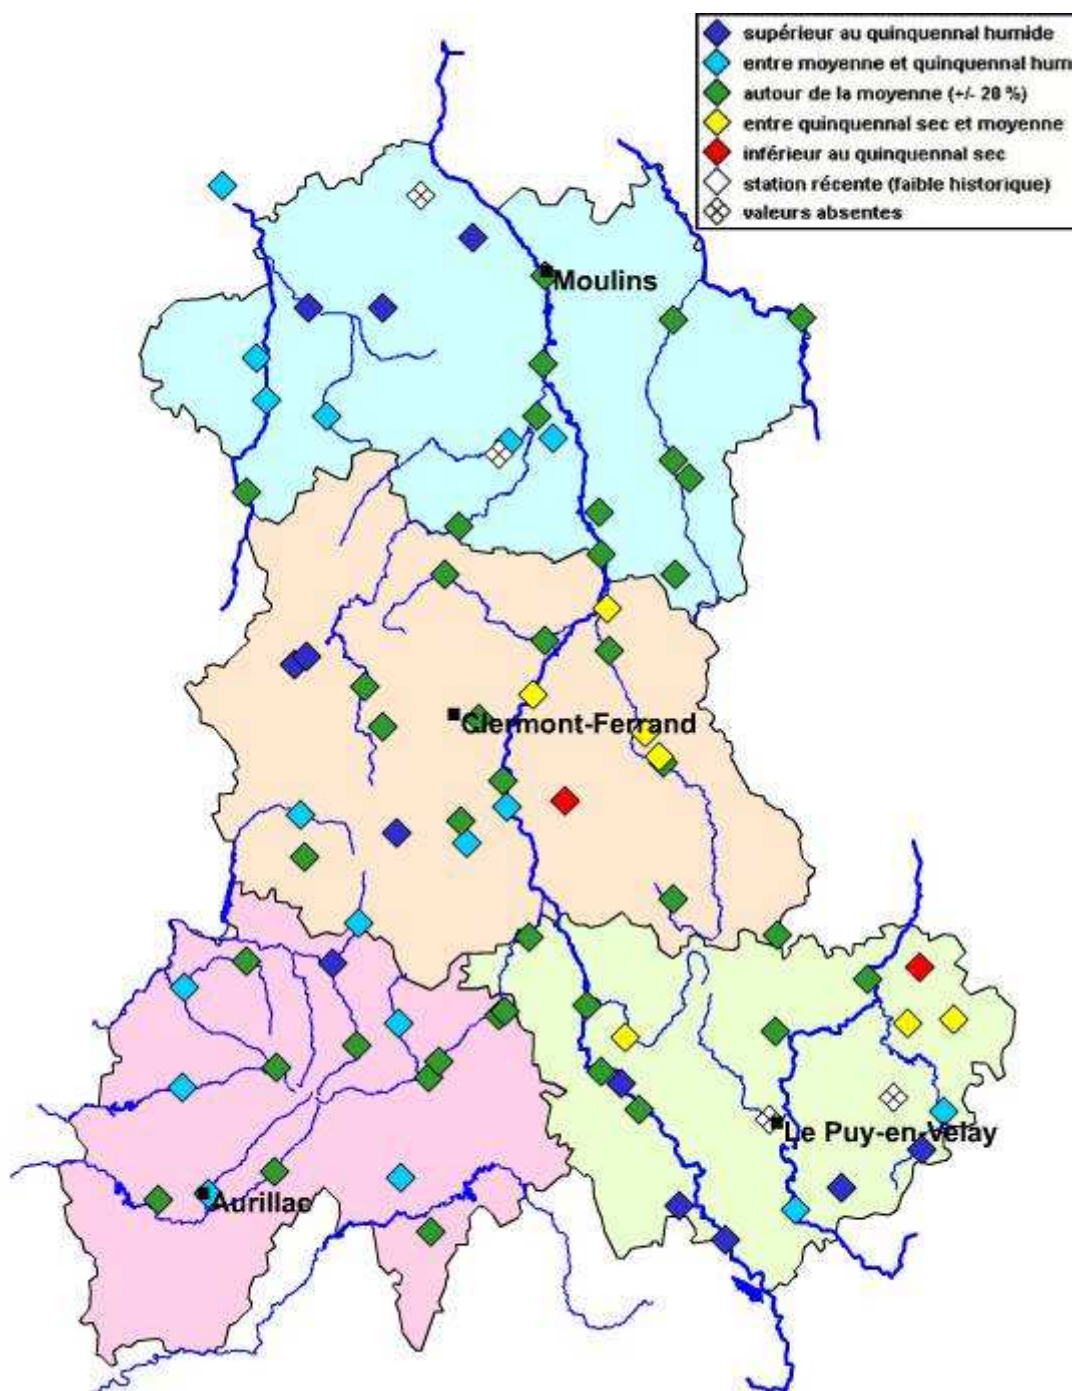 supérieur au quinquennal humide
entre moyenne et quinquennal hum
autour de la moyenne (+/- 20 %)
entre quinquennal sec et moyenne
inférieur au quinquennal sec
station récente (faible historique)
valeurs absentes
Moulins
Clermont-Ferrand
Le Puy-en-Velay
Aurillac